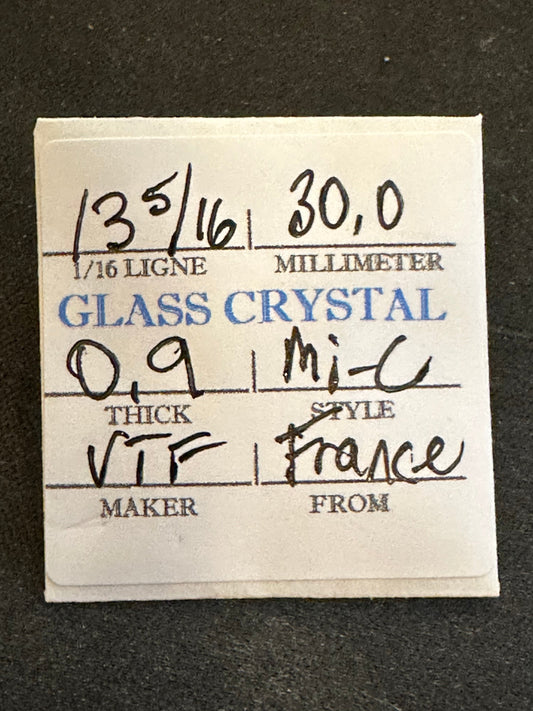 13 5/16 30,0
1/16 LIGNE MILLIMETER
GLASS CRYSTAL
0,9 Mi-C
THICK STYLE
VTF France
MAKER FROM